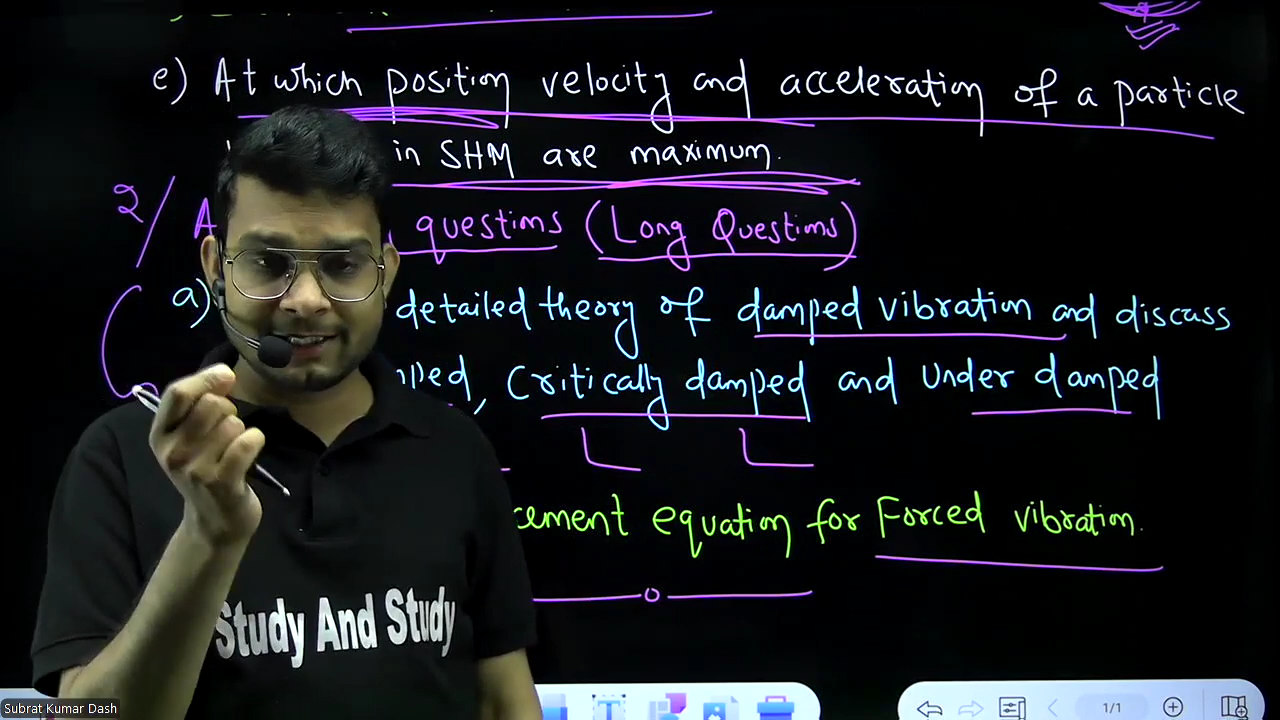 e) At which position velocity and acceleration of a particle
in SHM are maximum.
2/ A questions (Long Questions)
a) detailed theory of damped vibration and discuss
damped, Critically damped and under damped
equation for Forced vibration.
Study And Study
Subrat Kumar Dash
T
1/1